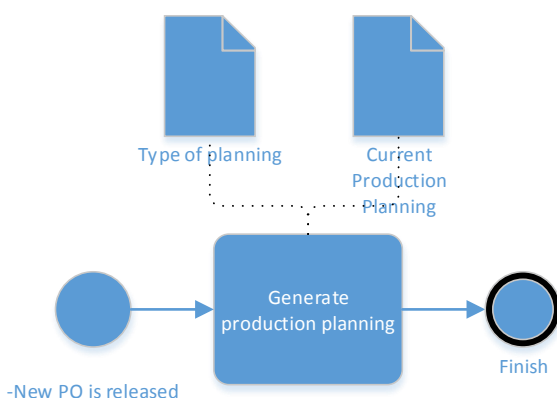 Type of planning
Current
Production
Planning
Generate
production planning
Finish
-New PO is released